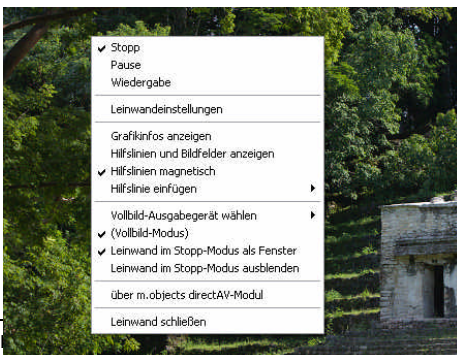 Stopp
Pause
Wiedergabe
Leinwandeinstellungen
Grafikinfos anzeigen
Hilfslinien und Bildfelder anzeigen
Hilfslinien magnetisch
Hilfslinie einfügen
Vollbild-Ausgabegerät wählen
(Vollbild-Modus)
Leinwand im Stopp-Modus als Fenster
Leinwand im Stopp-Modus ausblenden
über m.objects directAV-Modul
Leinwand schließen